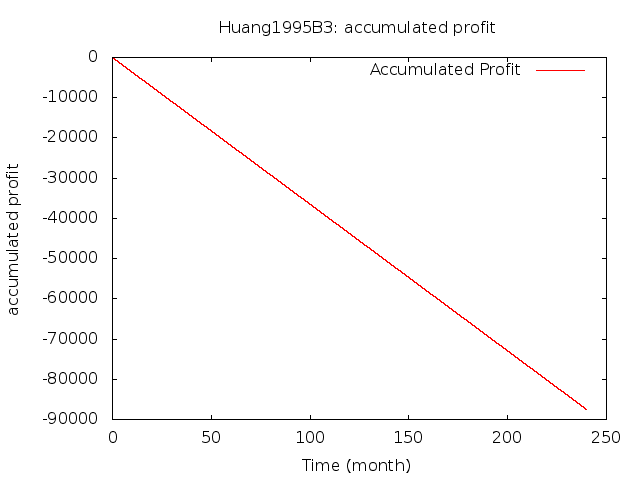 Huang1995B3: accumulated profit
Accumulated Profit
accumulated profit
0
-10000
-20000
-30000
-40000
-50000
-60000
-70000
-80000
-90000
0 50 100 150 200 250
Time (month)